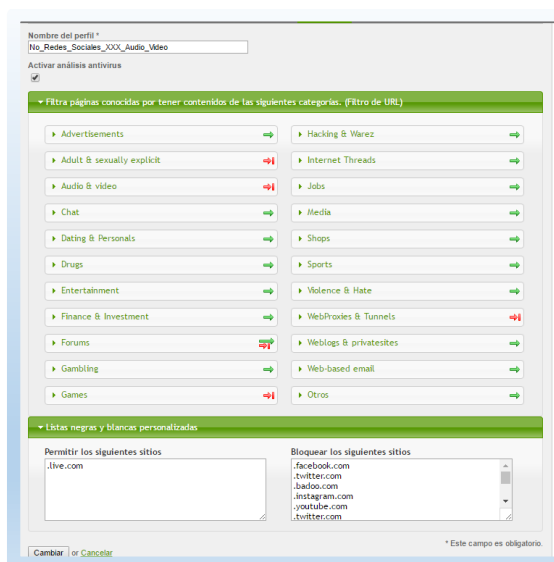 Nombre del perfil *
No_Redes_Sociales_XXX_Audio_Video
Activar análisis antivirus
Filtra páginas conocidas por tener contenidos de las siguientes categorías. (Filtro de URL)
Advertisements
Hacking & Warez
Adult & sexually explicit
Internet Threads
Audio & video
Jobs
Chat
Media
Dating & Personals
Shops
Drugs
Sports
Entertainment
Violence & Hate
Finance & Investment
WebProxies & Tunnels
Forums
Weblogs & privatesites
Gambling
Web-based email
Games
Otros
Listas negras y blancas personalizadas
Permitir los siguientes sitios
.live.com
Bloquear los siguientes sitios
.facebook.com
.twitter.com
.badoo.com
.instagram.com
.youtube.com
.twitter.com
* Este campo es obligatorio.
Cambiar or Cancelar